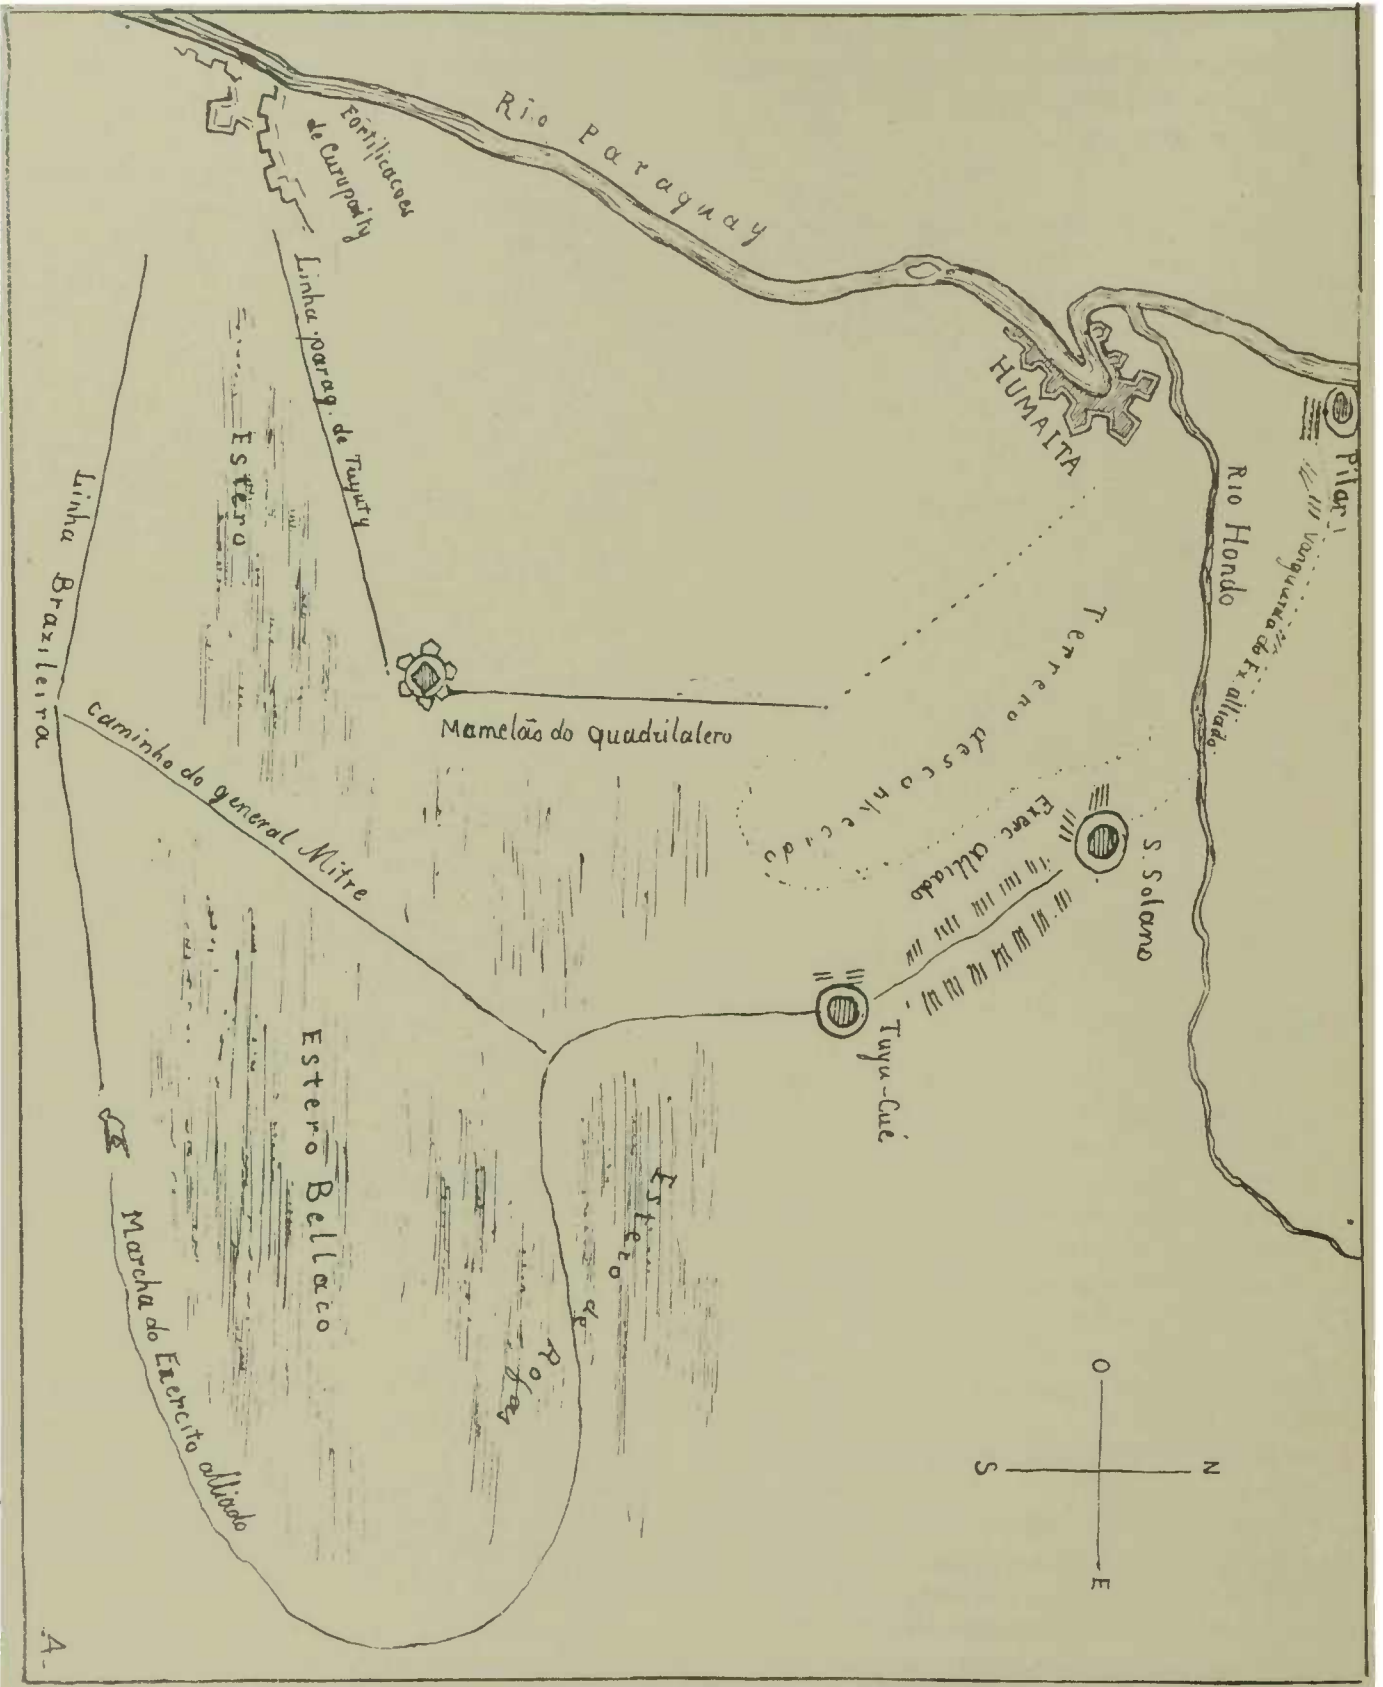 Rio Paraguay
Fortificacoes
de Curupaity
Linha parag. de Tuyuty
HUMAITA
Pilar
Rio Hondo
Vanguarda do Ex. alliado
Terreno desconhecido
Exerc. alliado
S. Solano
Tuyu-Cué
Mamelão do quadrilatero
Estero
Linha Brazileira
caminho do general Mitre
Estero Bellaco
Estero
Rojas
Marcha do Exercito alliado
O
N
S
E
A-